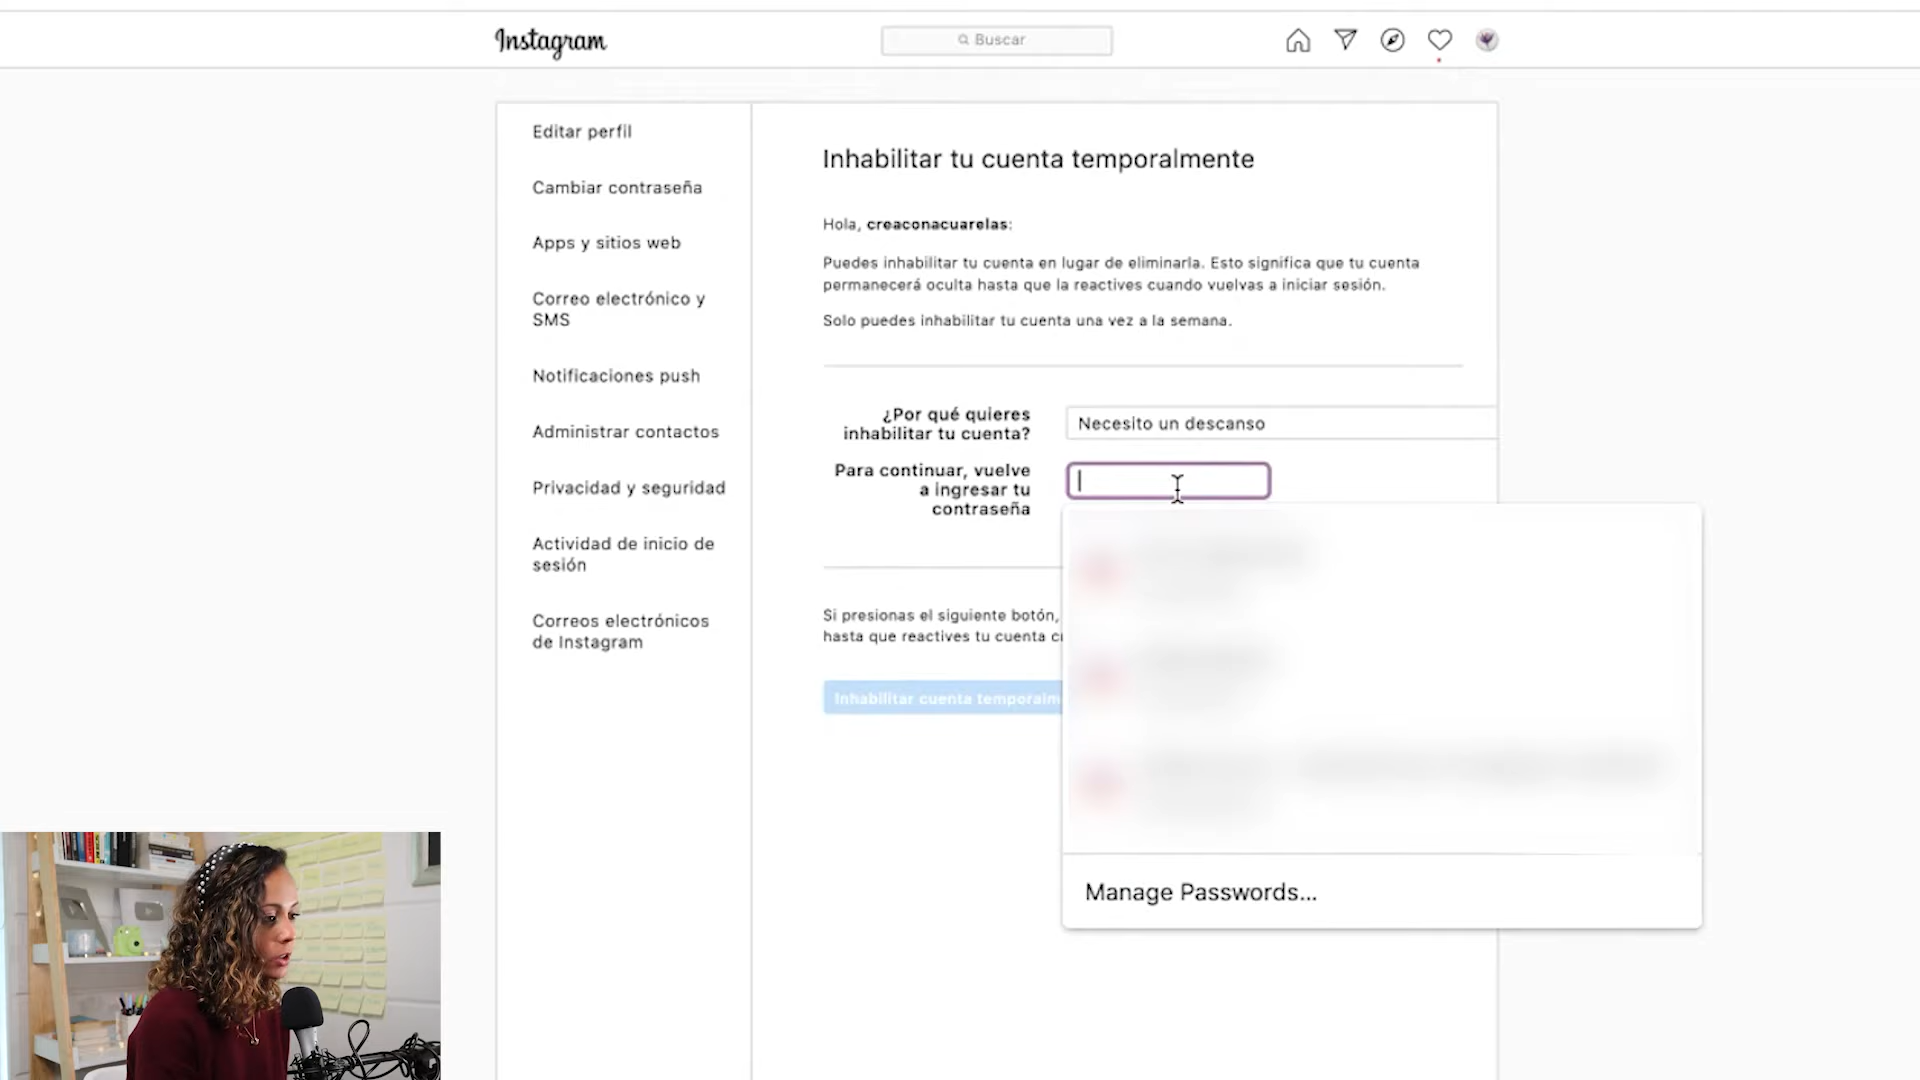 Instagram
Buscar
Editar perfil
Cambiar contraseña
Apps y sitios web
Correo electrónico y
SMS
Notificaciones push
Administrar contactos
Privacidad y seguridad
Actividad de inicio de
sesión
Correos electrónicos
de Instagram
Inhabilitar tu cuenta temporalmente
Hola, creaconacuarelas:
Puedes inhabilitar tu cuenta en lugar de eliminarla. Esto significa que tu cuenta
permanecerá oculta hasta que la reactives cuando vuelvas a iniciar sesión.
Solo puedes inhabilitar tu cuenta una vez a la semana.
¿Por qué quieres
inhabilitar tu cuenta?
Necesito un descanso
Para continuar, vuelve
a ingresar tu
contraseña
Si presionas el siguiente botón,
hasta que reactives tu cuenta
Inhabilitar cuenta temporalm
Manage Passwords...